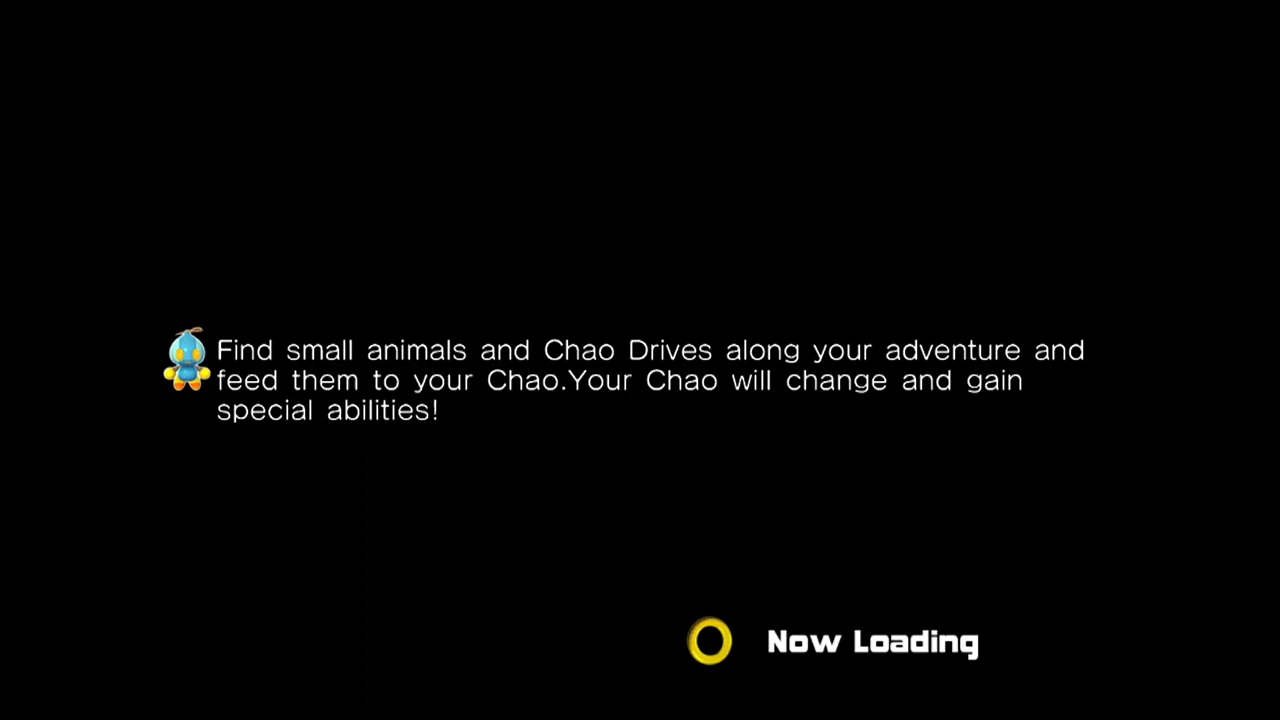 Find small animals and Chao Drives along your adventure and
feed them to your Chao.Your Chao will change and gain
special abilities!
Now Loading